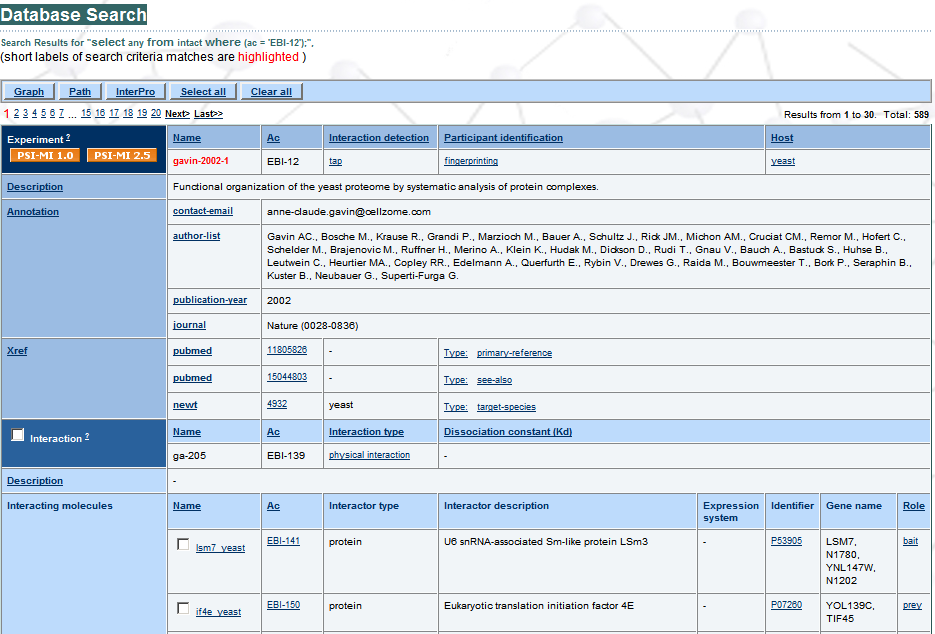 Database Search
Search Results for "select any from intact where (ac = 'EBI-12');",
(short labels of search criteria matches are highlighted )
Graph Path InterPro Select all Clear all
1 2 3 4 5 6 7 ... 15 16 17 18 19 20 Next> Last>> Results from 1 to 30. Total: 589
Experiment ? Name Ac Interaction detection Participant identification Host
PSI-MI 1.0 PSI-MI 2.5 gavin-2002-1 EBI-12 tap fingerprinting yeast
Description Functional organization of the yeast proteome by systematic analysis of protein complexes.
Annotation contact-email anne-claude.gavin@cellzome.com
author-list Gavin AC., Bosche M., Krause R., Grandi P., Marzioch M., Bauer A., Schultz J., Rick JM., Michon AM., Cruciat CM., Remor M., Hofert C.,
Schelder M., Brajenovic M., Ruffner H., Merino A., Klein K., Hudak M., Dickson D., Rudi T., Gnau V., Bauch A., Bastuck S., Huhse B.,
Leutwein C., Heurtier MA., Copley RR., Edelmann A., Querfurth E., Rybin V., Drewes G., Raida M., Bouwmeester T., Bork P., Seraphin B.,
Kuster B., Neubauer G., Superti-Furga G.
publication-year 2002
journal Nature (0028-0836)
Xref pubmed 11805826 - Type: primary-reference
pubmed 15044803 - Type: see-also
newt 4932 yeast Type: target-species
Interaction ? Name Ac Interaction type Dissociation constant (Kd)
ga-205 EBI-139 physical interaction -
Description -
Interacting molecules Name Ac Interactor type Interactor description Expression system Identifier Gene name Role
lsm7_yeast EBI-141 protein U6 snRNA-associated Sm-like protein LSm3 - P53905 LSM7, bait
N1780,
YNL147W,
N1202
if4e_yeast EBI-150 protein Eukaryotic translation initiation factor 4E - P07260 YOL139C, prey
TIF45